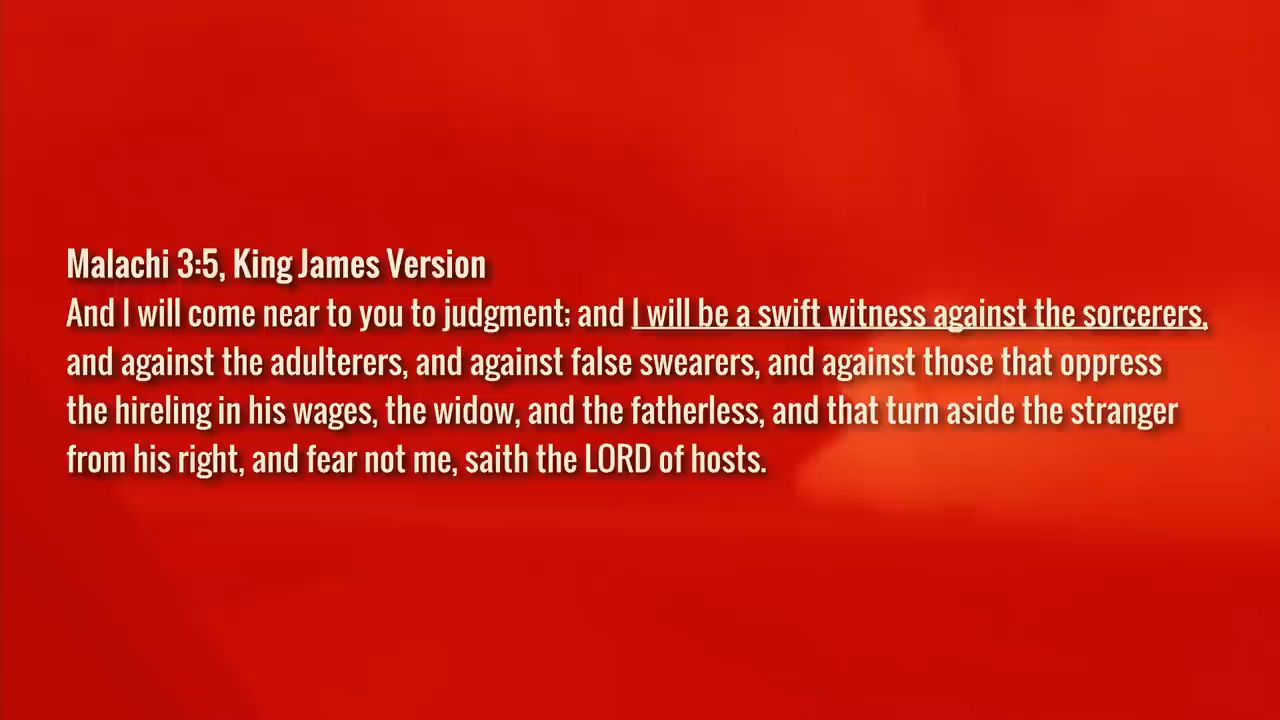 Malachi 3:5, King James Version
And I will come near to you to judgment; and I will be a swift witness against the sorcerers,
and against the adulterers, and against false swearers, and against those that oppress
the hireling in his wages, the widow, and the fatherless, and that turn aside the stranger
from his right, and fear not me, saith the LORD of hosts.